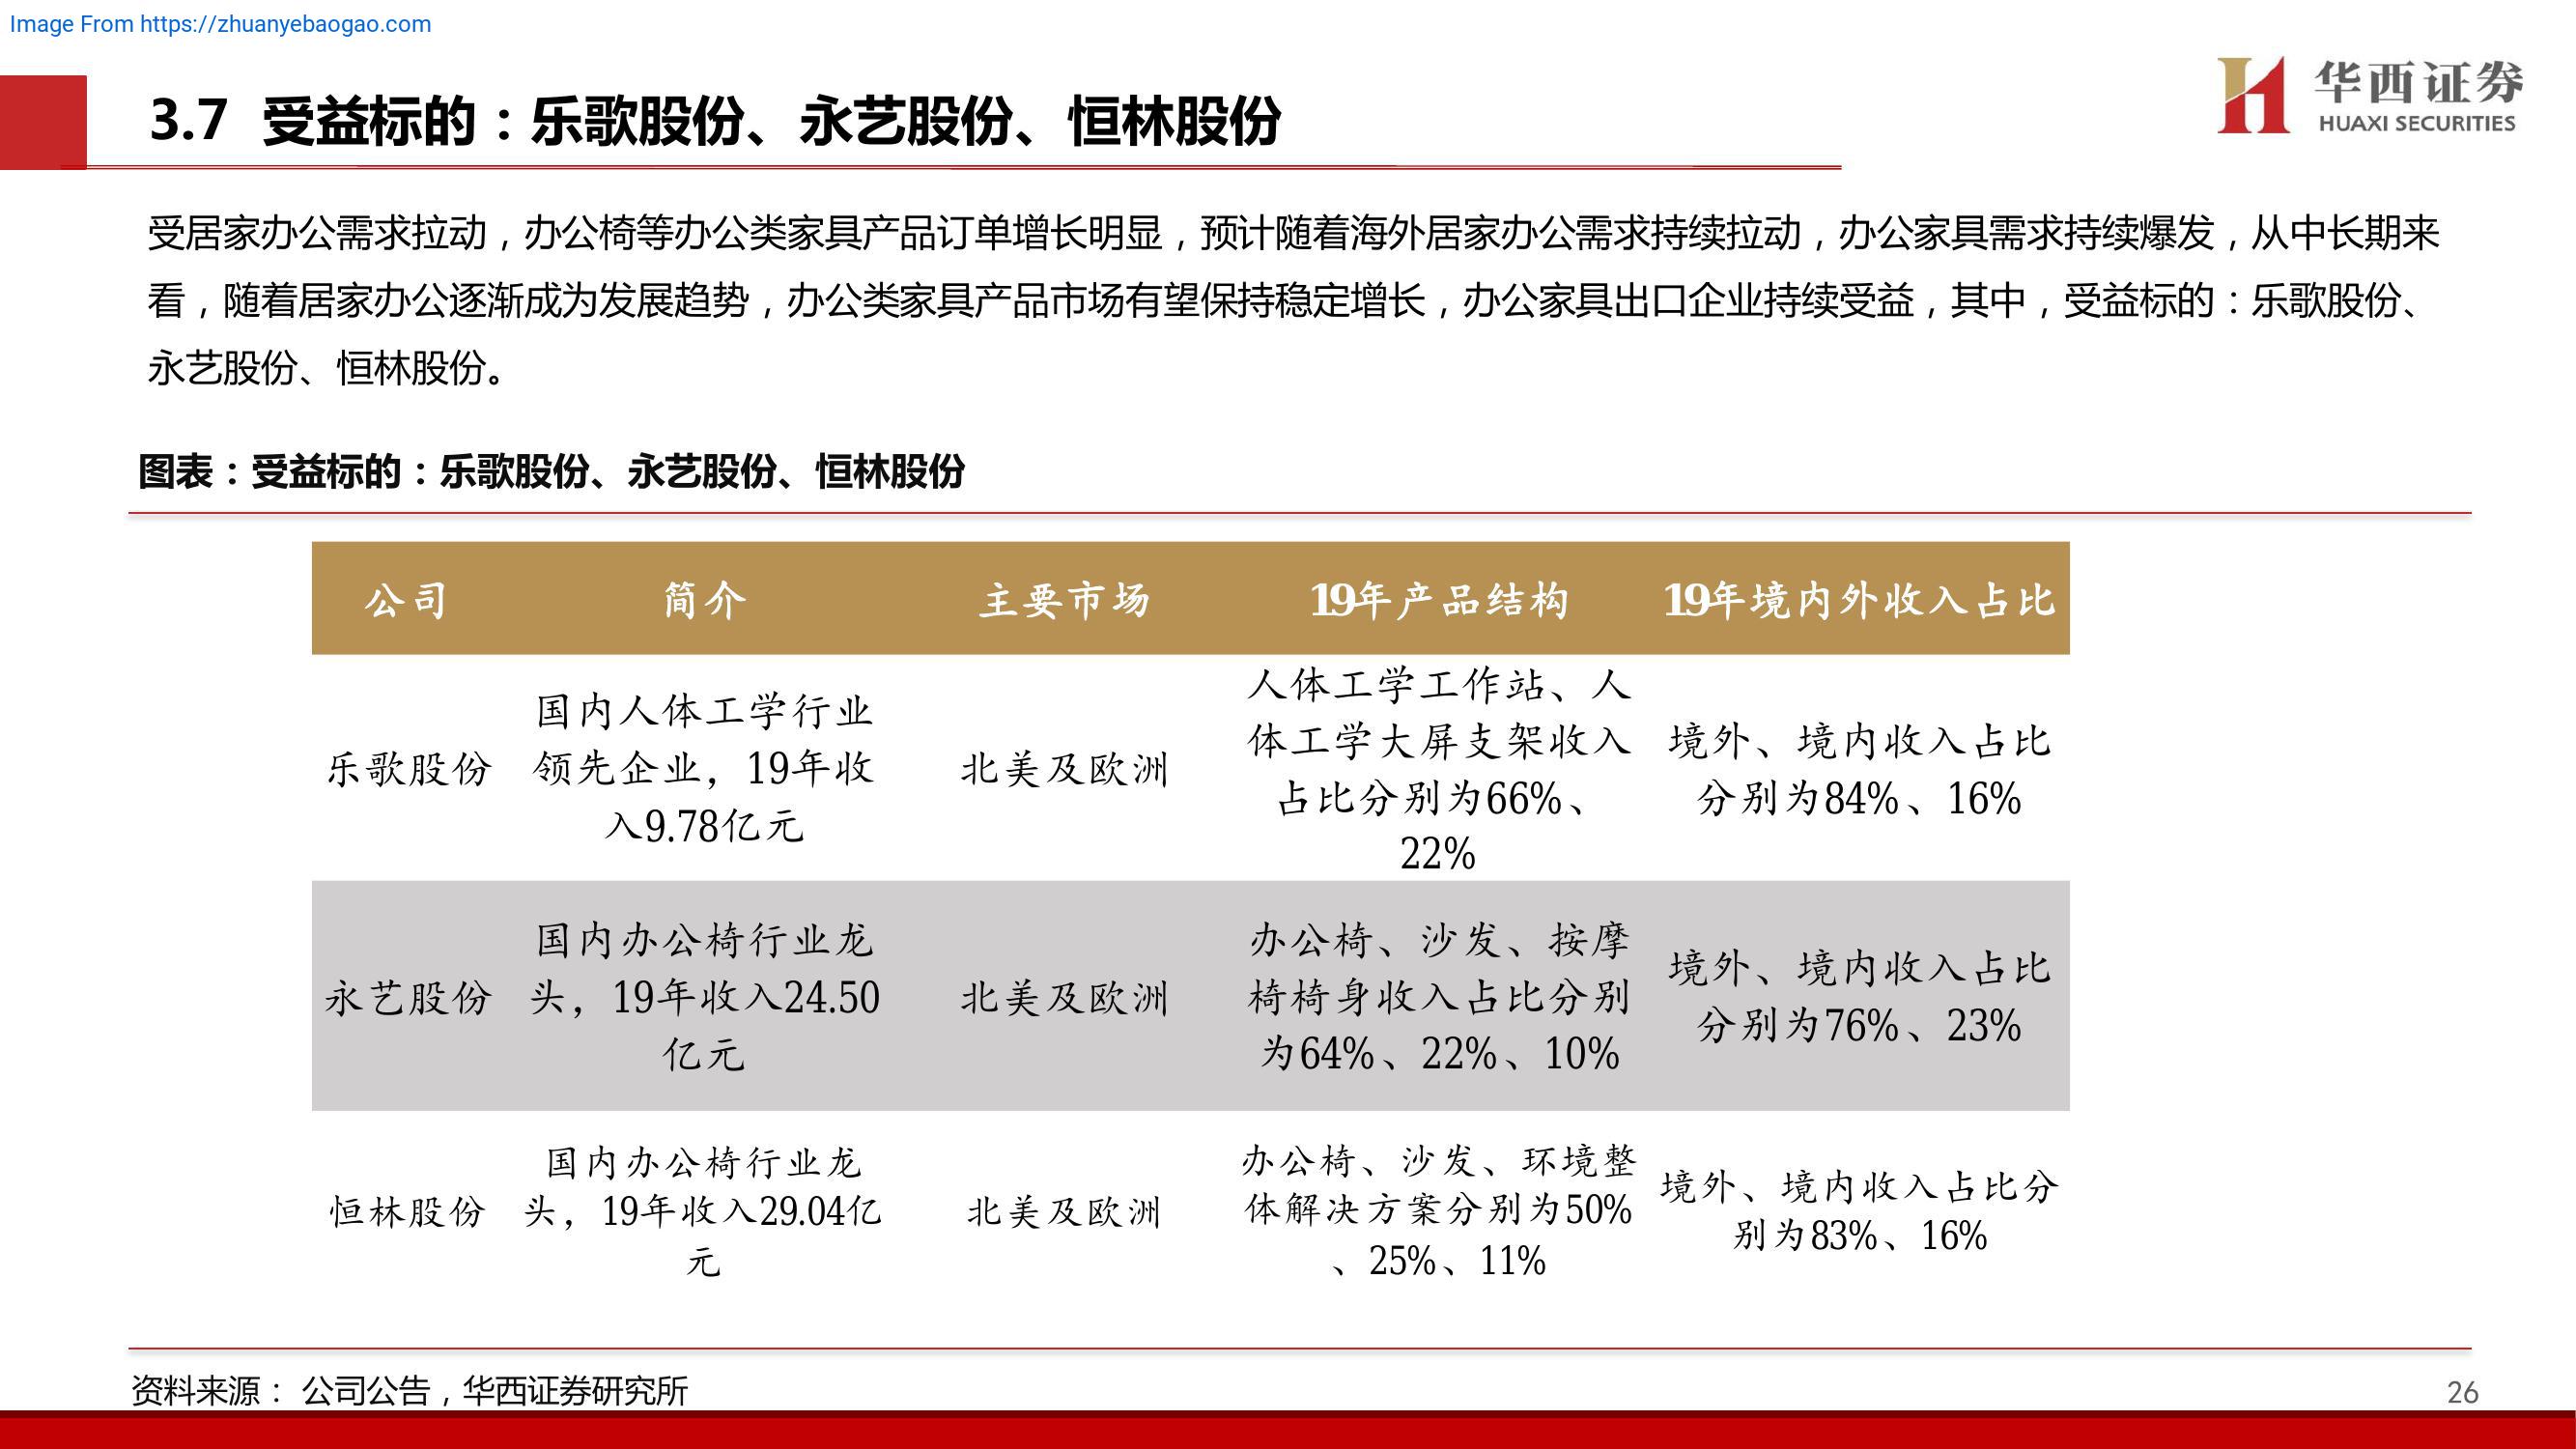 Image From https://zhuanyebaogao.com
3.7 受益标的：乐歌股份、永艺股份、恒林股份
华西证券
HUAXI SECURITIES
受居家办公需求拉动，办公椅等办公类家具产品订单增长明显，预计随着海外居家办公需求持续拉动，办公家具需求持续爆发，从中长期来
看，随着居家办公逐渐成为发展趋势，办公类家具产品市场有望保持稳定增长，办公家具出口企业持续受益，其中，受益标的：乐歌股份、
永艺股份、恒林股份。
图表：受益标的：乐歌股份、永艺股份、恒林股份
公司 简介 主要市场 19年产品结构 19年境内外收入占比
乐歌股份
国内人体工学行业
领先企业，19年收
入9.78亿元
北美及欧洲
人体工学工作站、人
体工学大屏支架收入
占比分别为66%、
22%
境外、境内收入占比
分别为84%、16%
永艺股份
国内办公椅行业龙
头，19年收入24.50
亿元
北美及欧洲
办公椅、沙发、按摩
椅椅身收入占比分别
为64%、22%、10%
境外、境内收入占比
分别为76%、23%
恒林股份
国内办公椅行业龙
头，19年收入29.04亿
元
北美及欧洲
办公椅、沙发、环境整
体解决方案分别为50%
、25%、11%
境外、境内收入占比分
别为83%、16%
资料来源： 公司公告，华西证券研究所
26